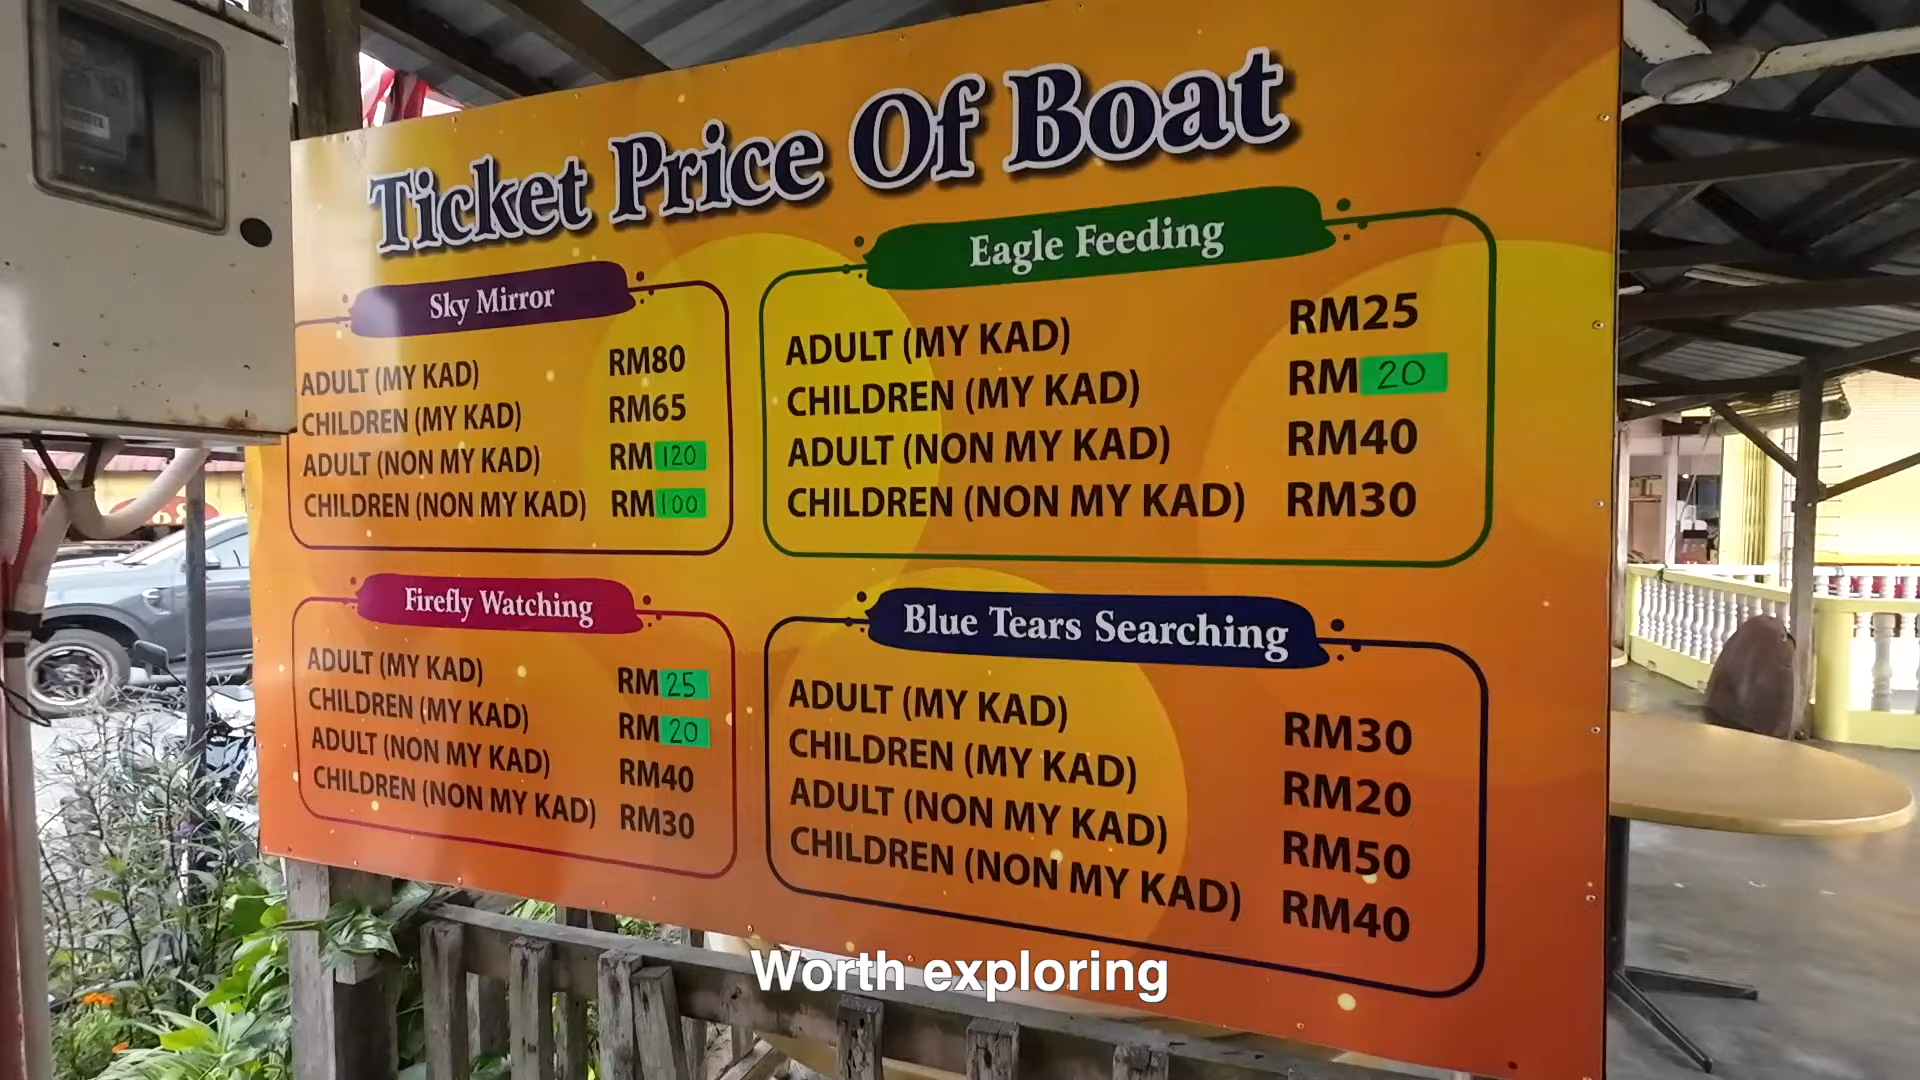 Ticket Price Of Boat
Sky Mirror
ADULT (MY KAD) RM80
CHILDREN (MY KAD) RM65
ADULT (NON MY KAD) RM120
CHILDREN (NON MY KAD) RM100
Eagle Feeding
ADULT (MY KAD) RM25
CHILDREN (MY KAD) RM20
ADULT (NON MY KAD) RM40
CHILDREN (NON MY KAD) RM30
Firefly Watching
ADULT (MY KAD) RM25
CHILDREN (MY KAD) RM20
ADULT (NON MY KAD) RM40
CHILDREN (NON MY KAD) RM30
Blue Tears Searching
ADULT (MY KAD) RM30
CHILDREN (MY KAD) RM20
ADULT (NON MY KAD) RM50
CHILDREN (NON MY KAD) RM40
Worth exploring